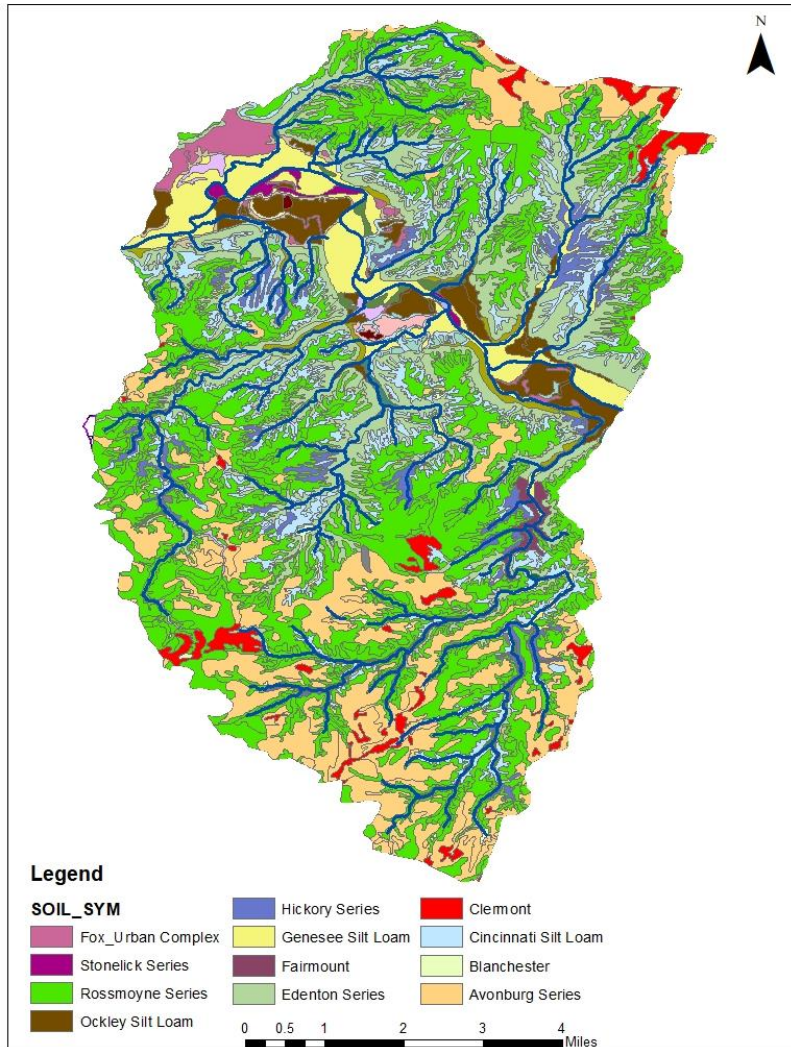 N
Legend
SOIL_SYM
Fox_Urban Complex
Stonelick Series
Rossmoyne Series
Ockley Silt Loam
Hickory Series
Genesee Silt Loam
Fairmount
Edenton Series
Clermont
Cincinnati Silt Loam
Blanchester
Avonburg Series
0 0.5 1 2 3 4
Miles